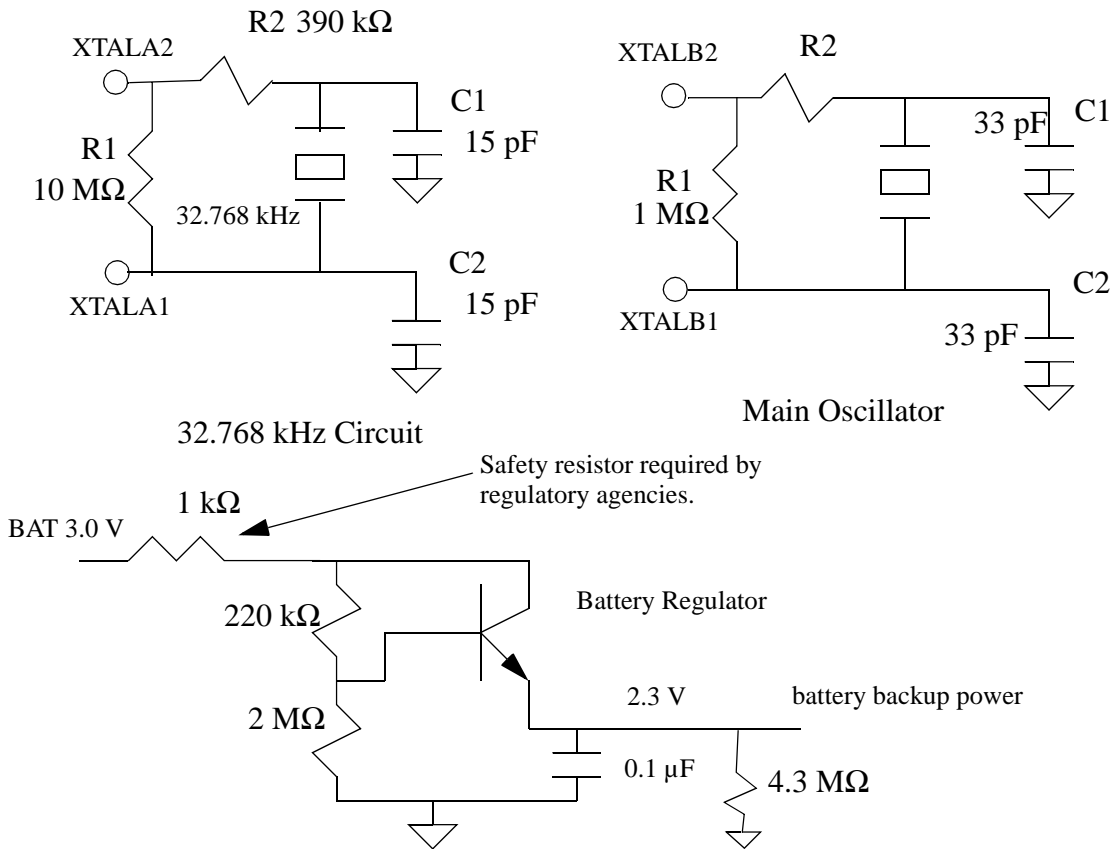 R2 390 kΩ
XTALA2
C1
15 pF
R1
10 MΩ
32.768 kHz
C2
15 pF
XTALA1
32.768 kHz Circuit
R2
XTALB2
C1
33 pF
R1
1 MΩ
C2
33 pF
XTALB1
Main Oscillator
Safety resistor required by
regulatory agencies.
1 kΩ
BAT 3.0 V
220 kΩ
Battery Regulator
2 MΩ
2.3 V
battery backup power
0.1 µF
4.3 MΩ